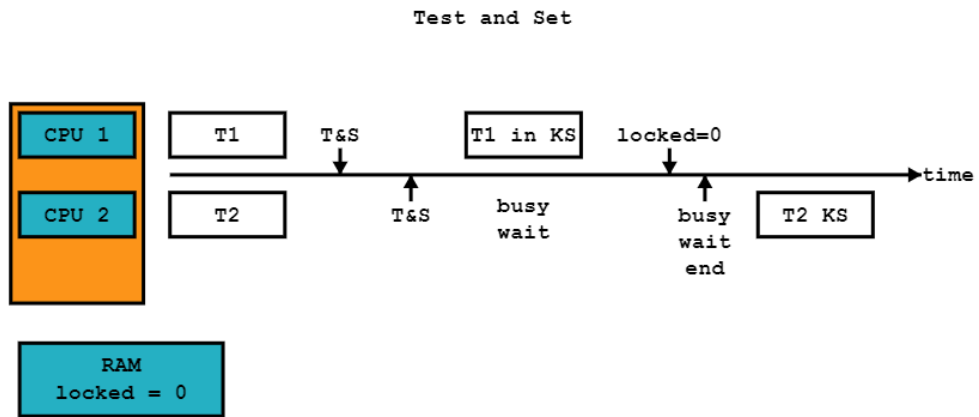 Test and Set
CPU 1
T1
T&S
T1 in KS
locked=0
time
CPU 2
T2
T&S
busy
wait
busy
wait
end
T2 KS
RAM
locked = 0